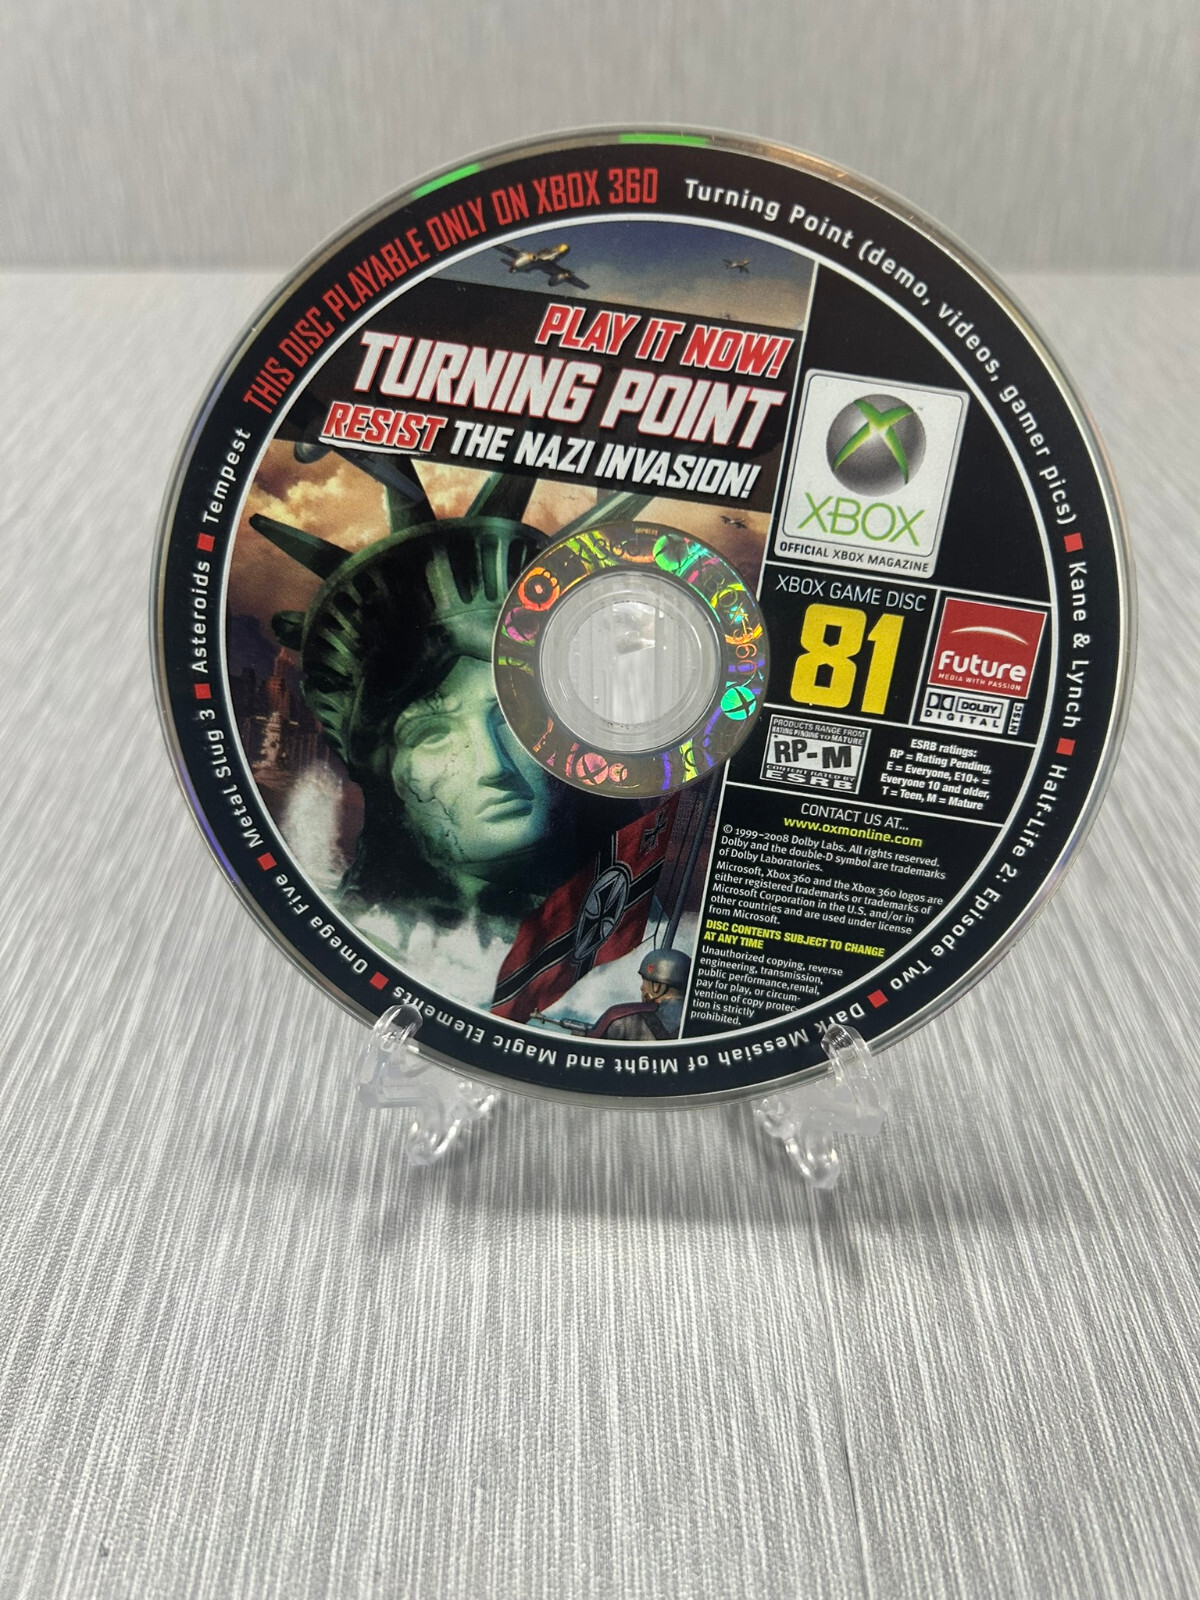 THIS DISC PLAYABLE ONLY ON XBOX 360
Turning Point (demo, videos, gamer pics) ■ Kane & Lynch ■ Half-Life 2: Episode Two ■ Dark Messiah of Might and Magic Elements ■ Omega Five ■ Metal Slug 3 ■ Asteroids ■ Tempest
PLAY IT NOW!
TURNING POINT
RESIST THE NAZI INVASION!
XBOX
OFFICIAL XBOX MAGAZINE
XBOX GAME DISC
81
Future
MEDIA WITH PASSION
DOLBY
DIGITAL
NTSC
PRODUCTS RANGE FROM
RATING PENDING TO MATURE
RP-M
CONTENT RATED BY
ESRB
ESRB ratings:
RP = Rating Pending,
E = Everyone, E10+ =
Everyone 10 and older,
T = Teen, M = Mature
CONTACT US AT...
www.oxmonline.com
© 1999-2008 Dolby Labs. All rights reserved.
Dolby and the double-D symbol are trademarks
of Dolby Laboratories.
Microsoft, Xbox 360 and the Xbox 360 logos are
either registered trademarks or trademarks of
Microsoft Corporation in the U.S. and/or in
other countries and are used under license
from Microsoft.
DISC CONTENTS SUBJECT TO CHANGE
AT ANY TIME
Unauthorized copying, reverse
engineering, transmission,
public performance,rental,
pay for play, or circum-
vention of copy protec-
tion is strictly
prohibited.